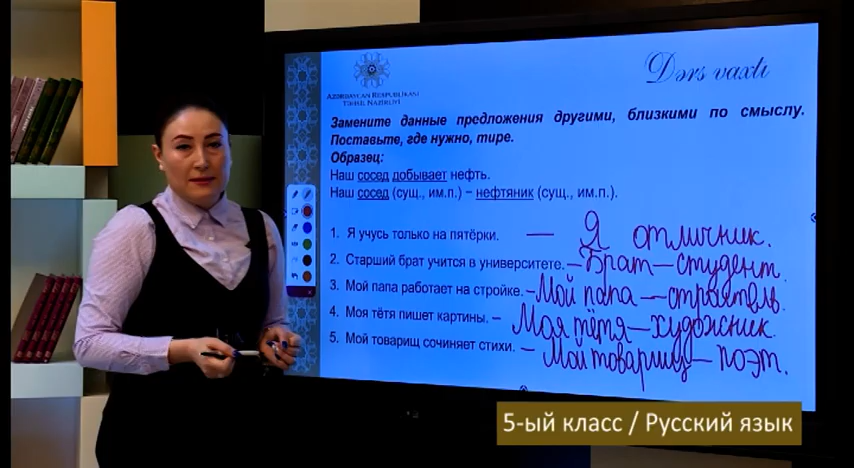 Dərs vaxtı
AZƏRBAYCAN RESPUBLİKASI
TƏHSİL NAZİRLİYİ
Замените данные предложения другими, близкими по смыслу.
Поставьте, где нужно, тире.
Образец:
Наш сосед добывает нефть.
Наш сосед (сущ., им.п.) – нефтяник (сущ., им.п.).
1. Я учусь только на пятёрки. — Я отличник.
2. Старший брат учится в университете. – Брат — студент.
3. Мой папа работает на стройке. – Мой папа — строитель.
4. Моя тётя пишет картины. – Моя тётя — художник.
5. Мой товарищ сочиняет стихи. – Мой товарищ — поэт.
5-ый класс / Русский язык